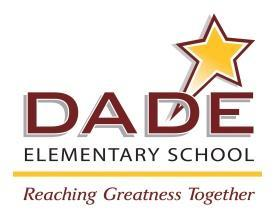 DADE
ELEMENTARY SCHOOL
Reaching Greatness Together